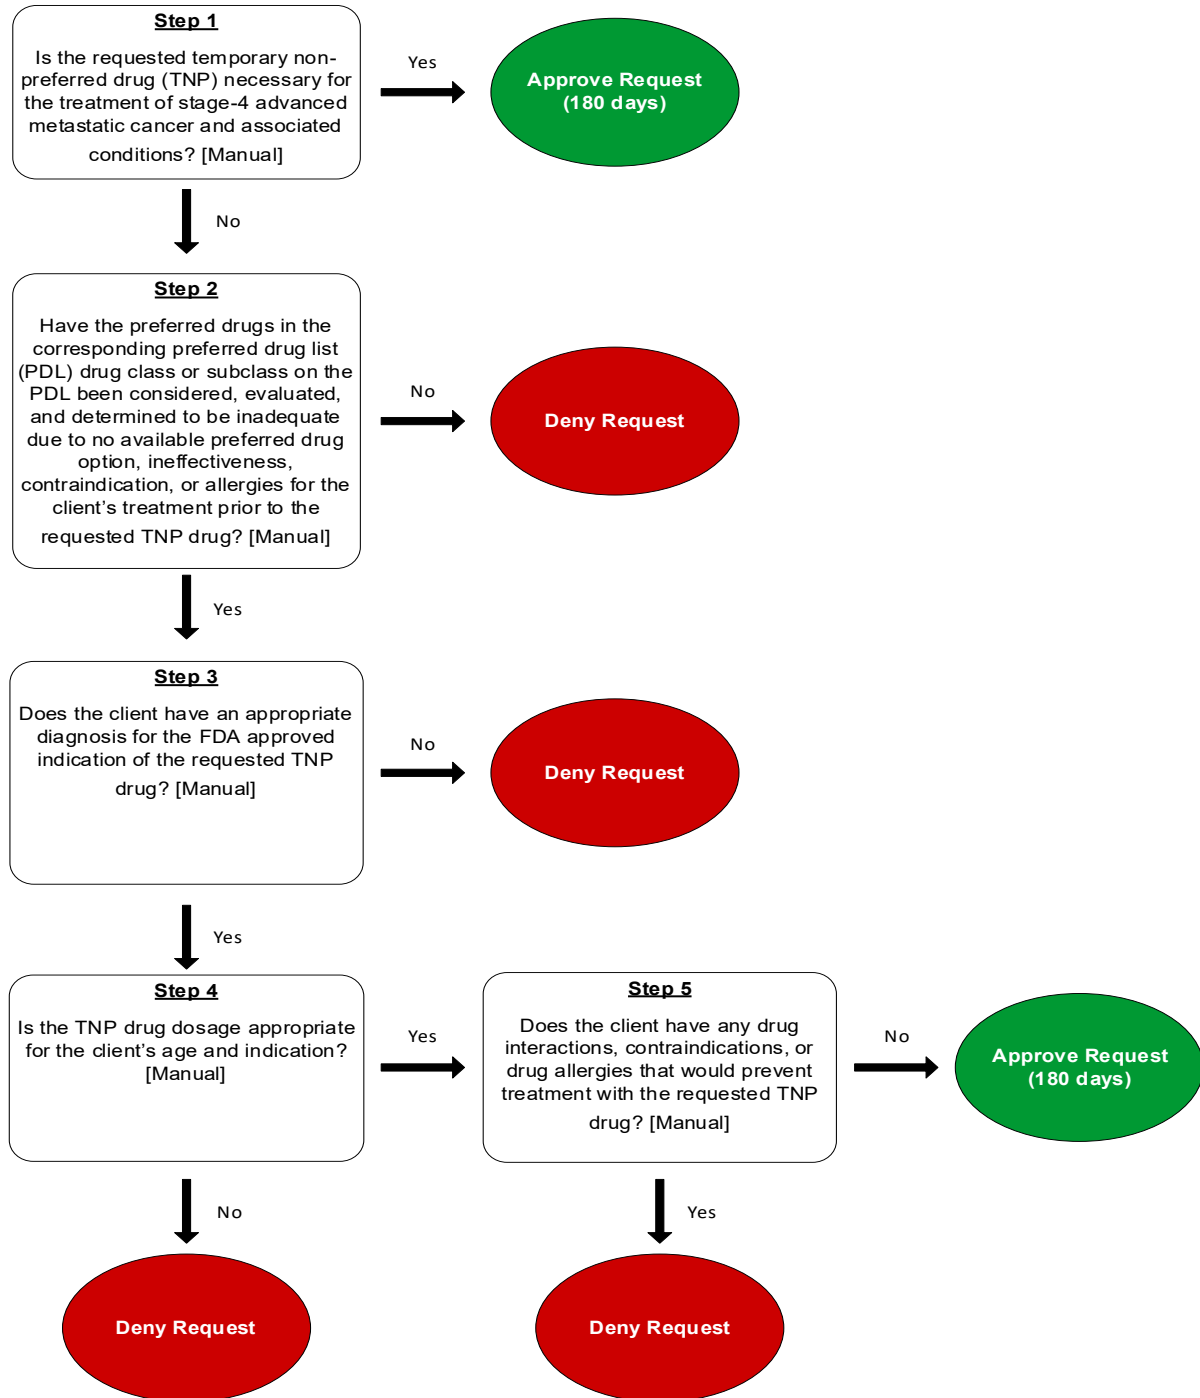 Step 1
Is the requested temporary non-
preferred drug (TNP) necessary for
the treatment of stage-4 advanced
metastatic cancer and associated
conditions? [Manual]
Yes
Approve Request
(180 days)
No
Step 2
Have the preferred drugs in the
corresponding preferred drug list
(PDL) drug class or subclass on the
PDL been considered, evaluated,
and determined to be inadequate
due to no available preferred drug
option, ineffectiveness,
contraindication, or allergies for the
client’s treatment prior to the
requested TNP drug? [Manual]
No
Deny Request
Yes
Step 3
Does the client have an appropriate
diagnosis for the FDA approved
indication of the requested TNP
drug? [Manual]
No
Deny Request
Yes
Step 4
Is the TNP drug dosage appropriate
for the client’s age and indication?
[Manual]
Yes
Step 5
Does the client have any drug
interactions, contraindications, or
drug allergies that would prevent
treatment with the requested TNP
drug? [Manual]
No
Approve Request
(180 days)
No
Deny Request
Yes
Deny Request